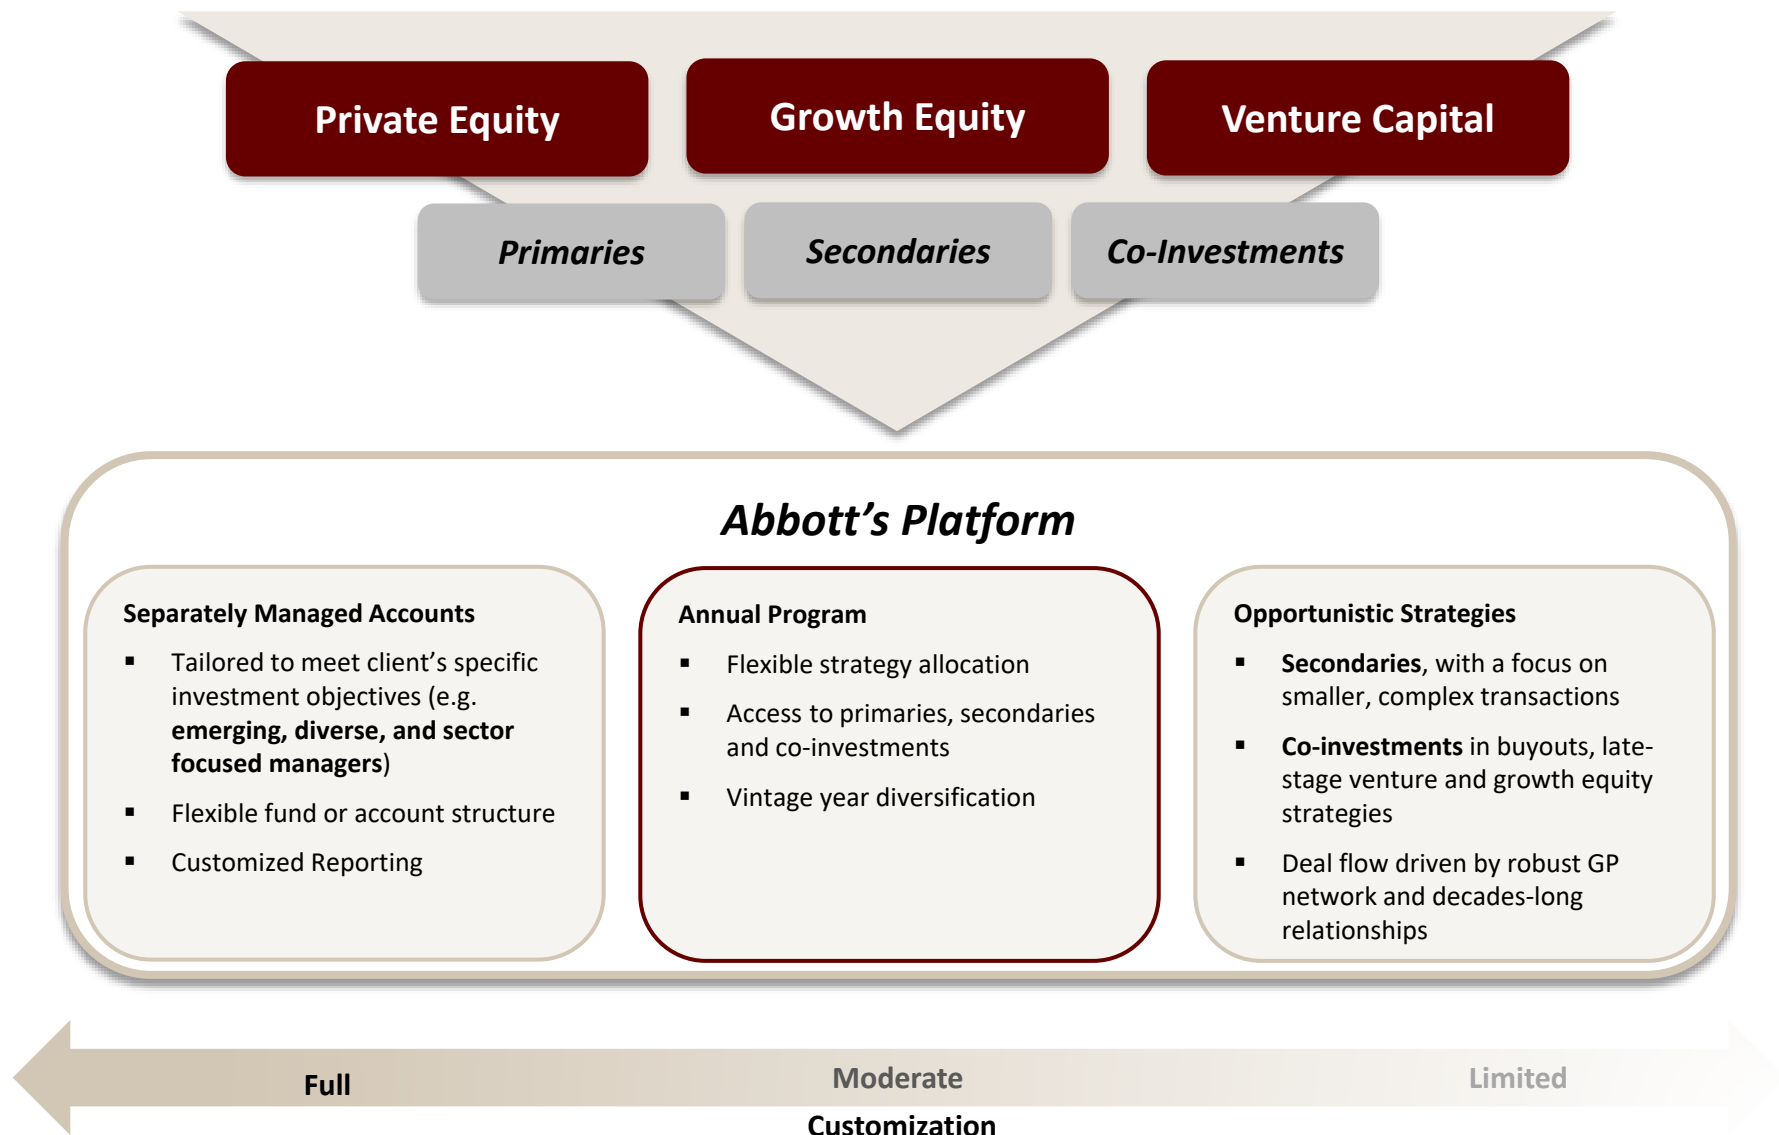 Private Equity
Growth Equity
Venture Capital
Primaries
Secondaries
Co-Investments
Abbott’s Platform
Separately Managed Accounts
▪ Tailored to meet client’s specific
investment objectives (e.g.
emerging, diverse, and sector
focused managers)
▪ Flexible fund or account structure
▪ Customized Reporting
Annual Program
▪ Flexible strategy allocation
▪ Access to primaries, secondaries
and co-investments
▪ Vintage year diversification
Opportunistic Strategies
▪ Secondaries, with a focus on
smaller, complex transactions
▪ Co-investments in buyouts, late-
stage venture and growth equity
strategies
▪ Deal flow driven by robust GP
network and decades-long
relationships
Full
Moderate
Limited
Customization